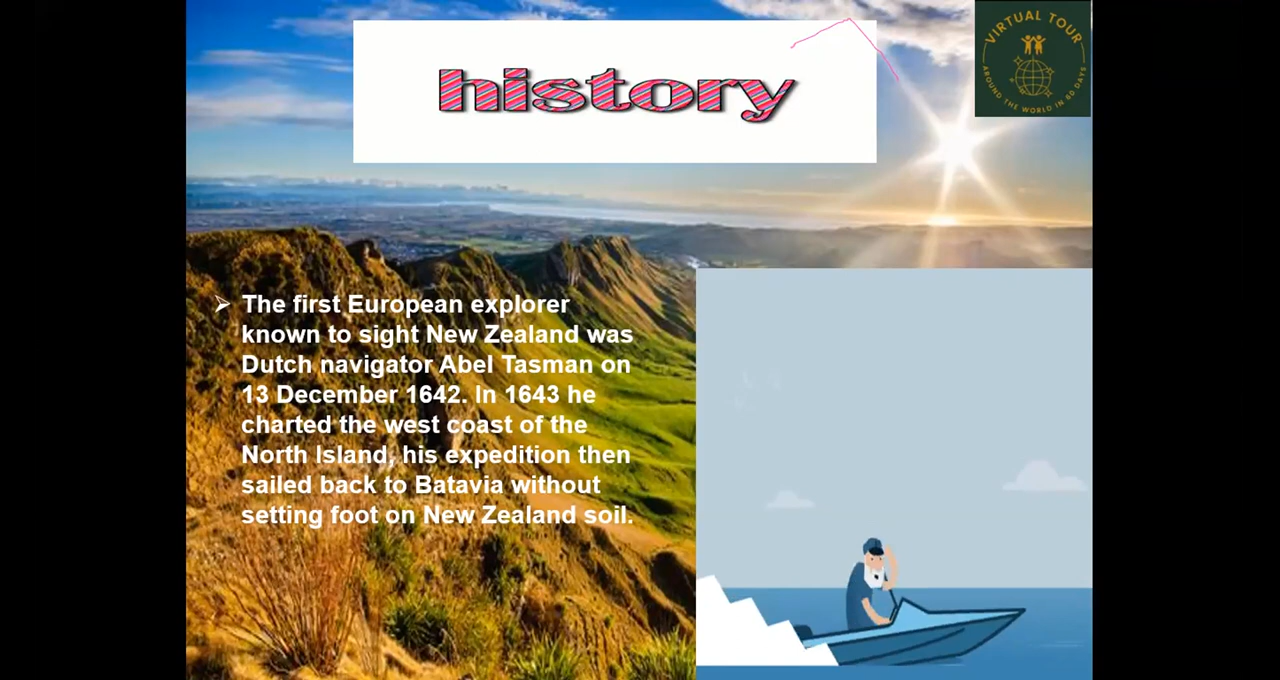 history
VIRTUAL TOUR
AROUND THE WORLD IN 60 DAYS
The first European explorer
known to sight New Zealand was
Dutch navigator Abel Tasman on
13 December 1642. In 1643 he
charted the west coast of the
North Island, his expedition then
sailed back to Batavia without
setting foot on New Zealand soil.